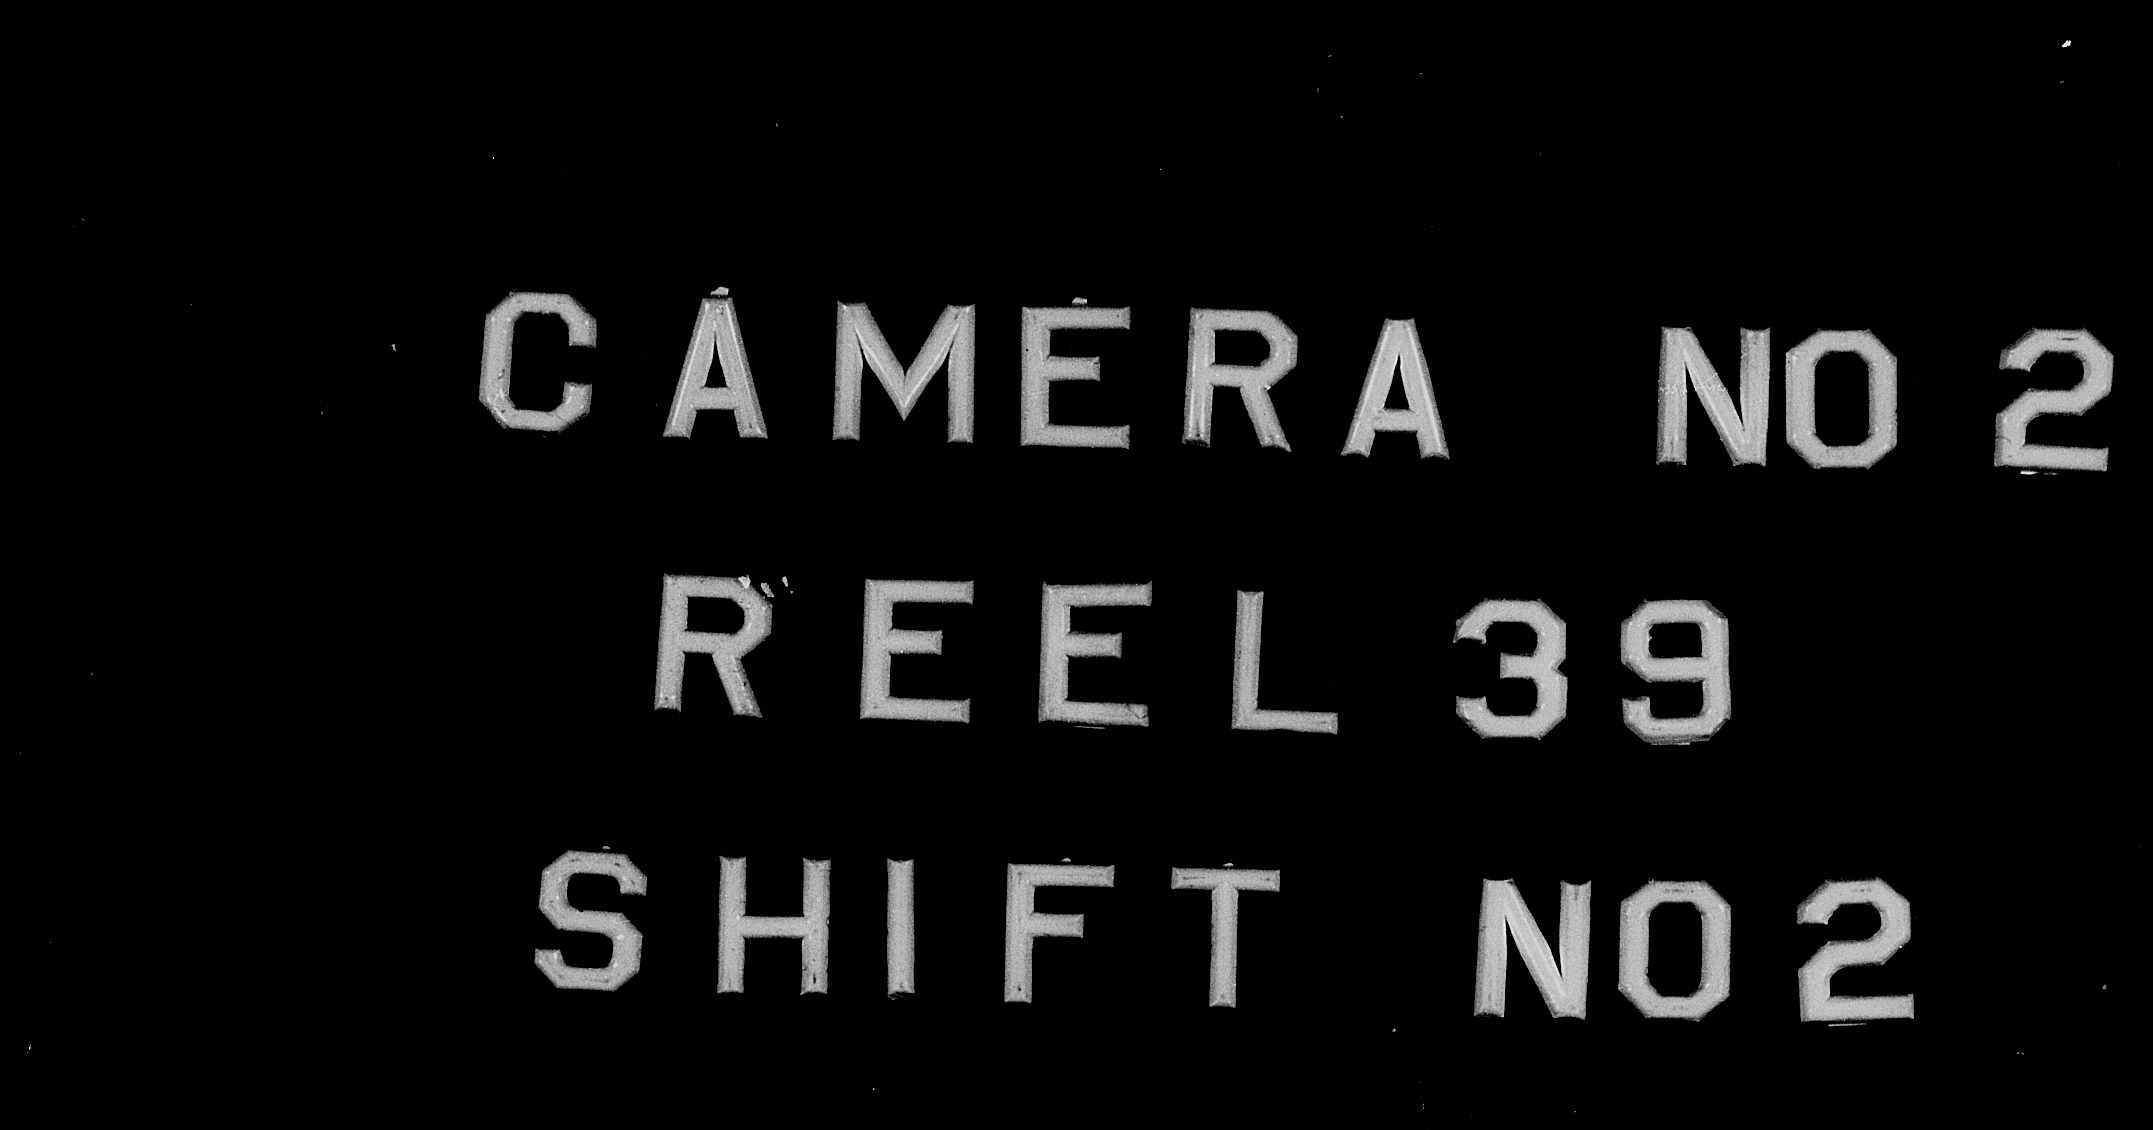 CAMERA NO 2
REEL 39
SHIFT NO 2